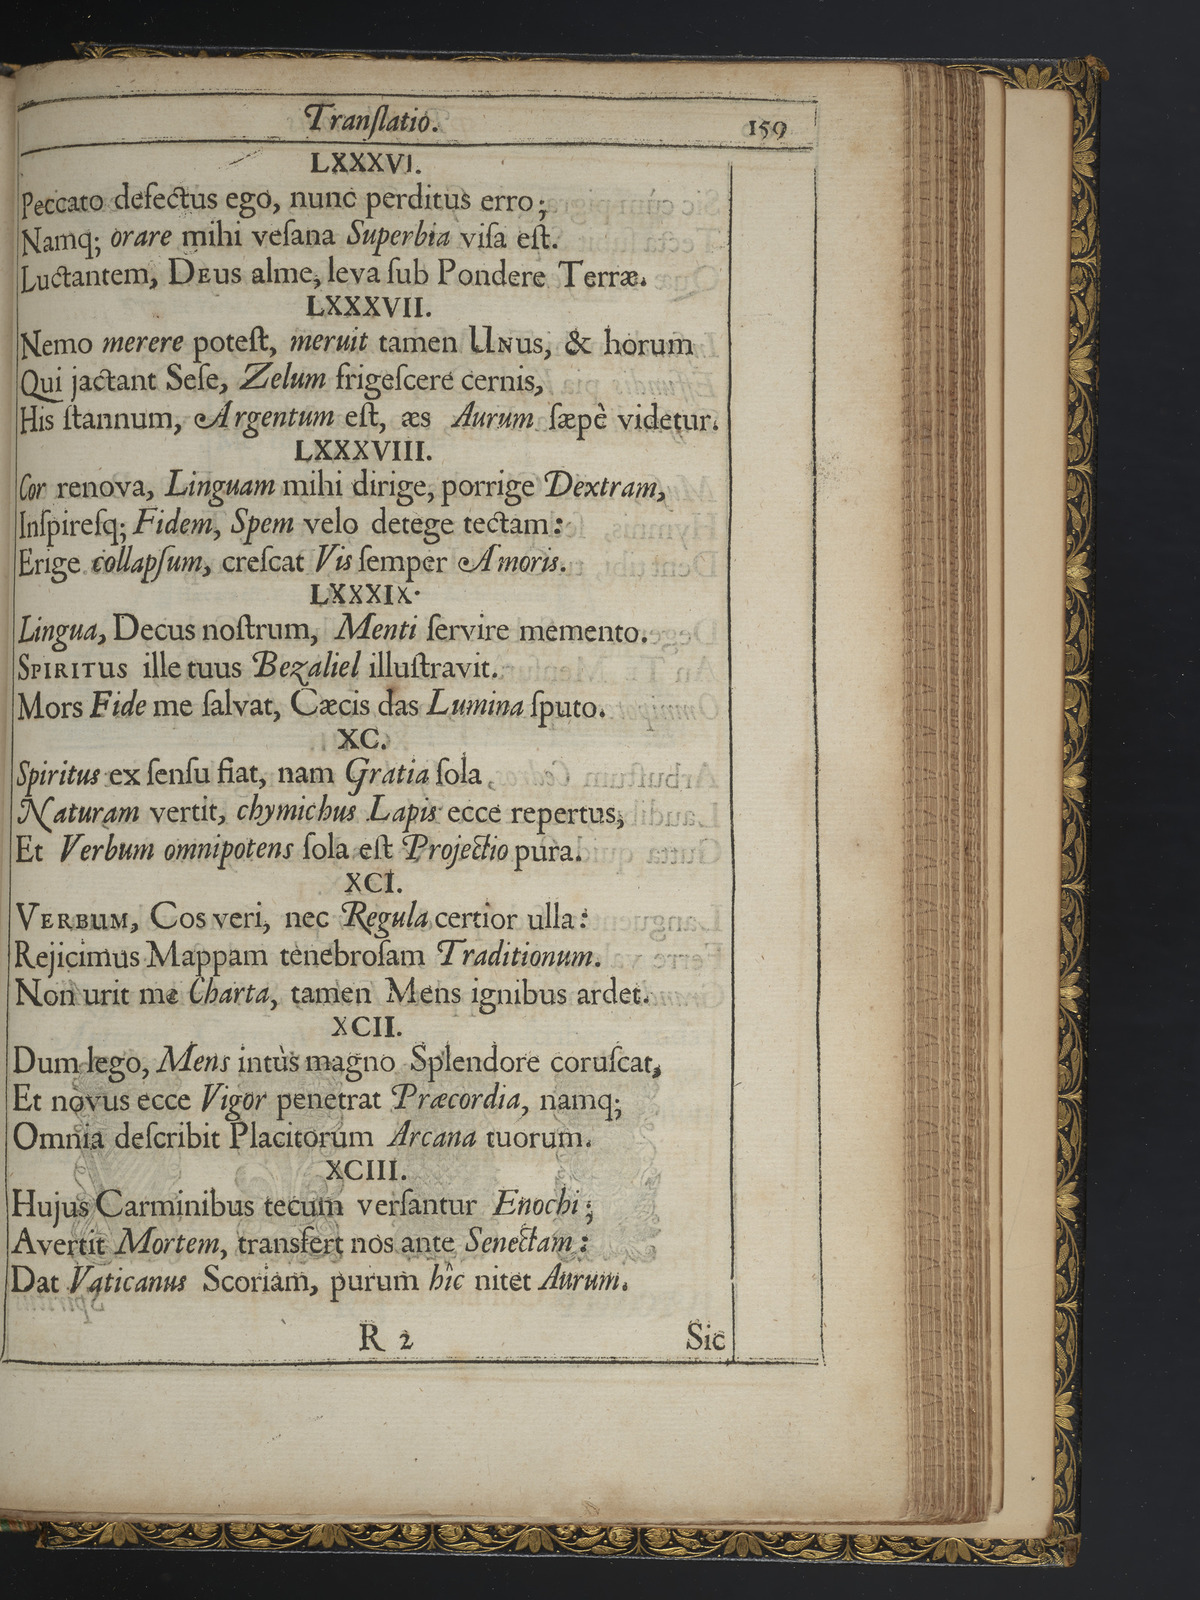 Tranſlatio.
159
LXXXVI.
Peccato defectus ego, nunc perditus erro;
Namq; orare mihi veſana Superbia viſa eſt.
Luctantem, Deus alme, leva ſub Pondere Terræ.
LXXXVII.
Nemo merere poteſt, meruit tamen Unus, & horum
Qui jactant Seſe, Zelum frigeſcere cernis,
His ſtannum, Argentum eſt, æs Aurum ſæpè videtur.
LXXXVIII.
Cor renova, Linguam mihi dirige, porrige Dextram,
Inſpireſq; Fidem, Spem velo detege tectam:
Erige collapſum, creſcat Vis ſemper Amoris.
LXXXIX.
Lingua, Decus noſtrum, Menti ſervire memento.
Spiritus ille tuus Bezaliel illuſtravit.
Mors Fide me ſalvat, Cæcis das Lumina ſputo.
XC.
Spiritus ex ſenſu fiat, nam Gratia ſola
Naturam vertit, chymichus Lapis ecce repertus,
Et Verbum omnipotens ſola eſt Projectio pura.
XCI.
Verbum, Cos veri, nec Regula certior ulla:
Rejicimus Mappam tenebroſam Traditionum.
Non urit me Charta, tamen Mens ignibus ardet.
XCII.
Dum lego, Mens intùs magno Splendore coruſcat,
Et novus ecce Vigor penetrat Præcordia, namq;
Omnia deſcribit Placitorum Arcana tuorum.
XCIII.
Hujus Carminibus tecum verſantur Enochi;
Avertit Mortem, transfert nos ante Senectam:
Dat Vaticanus Scoriam, purum hîc nitet Aurum.
R 2
Sic